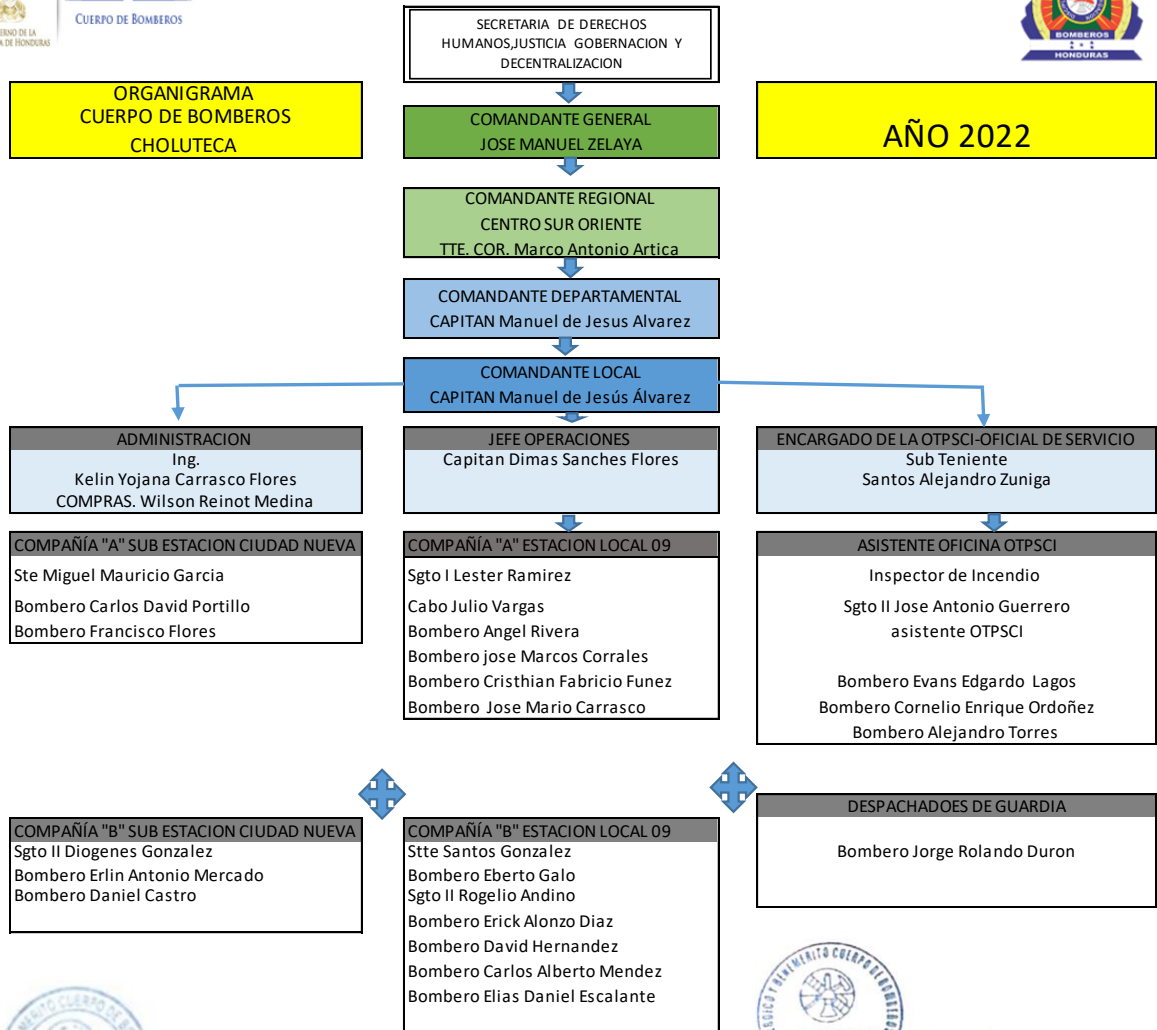 CUERPO DE BOMBEROS
BOMBEROS
HONDURAS
SECRETARIA DE DERECHOS
HUMANOS,JUSTICIA GOBERNACION Y
DECENTRALIZACION
ORGANIGRAMA
CUERPO DE BOMBEROS
CHOLUTECA
COMANDANTE GENERAL
JOSE MANUEL ZELAYA
AÑO 2022
COMANDANTE REGIONAL
CENTRO SUR ORIENTE
TTE. COR. Marco Antonio Artica
COMANDANTE DEPARTAMENTAL
CAPITAN Manuel de Jesus Alvarez
COMANDANTE LOCAL
CAPITAN Manuel de Jesús Álvarez
ADMINISTRACION
Ing.
Kelin Yojana Carrasco Flores
COMPRAS. Wilson Reinot Medina
JEFE OPERACIONES
Capitan Dimas Sanches Flores
ENCARGADO DE LA OTPSCI-OFICIAL DE SERVICIO
Sub Teniente
Santos Alejandro Zuniga
COMPAÑÍA "A" SUB ESTACION CIUDAD NUEVA
Ste Miguel Mauricio Garcia
Bombero Carlos David Portillo
Bombero Francisco Flores
COMPAÑÍA "A" ESTACION LOCAL 09
Sgto I Lester Ramirez
Cabo Julio Vargas
Bombero Angel Rivera
Bombero jose Marcos Corrales
Bombero Cristhian Fabricio Funez
Bombero Jose Mario Carrasco
ASISTENTE OFICINA OTPSCI
Inspector de Incendio
Sgto II Jose Antonio Guerrero
asistente OTPSCI
Bombero Evans Edgardo Lagos
Bombero Cornelio Enrique Ordoñez
Bombero Alejandro Torres
COMPAÑÍA "B" SUB ESTACION CIUDAD NUEVA
Sgto II Diogenes Gonzalez
Bombero Erlin Antonio Mercado
Bombero Daniel Castro
COMPAÑÍA "B" ESTACION LOCAL 09
Stte Santos Gonzalez
Bombero Eberto Galo
Sgto II Rogelio Andino
Bombero Erick Alonzo Diaz
Bombero David Hernandez
Bombero Carlos Alberto Mendez
Bombero Elias Daniel Escalante
DESPACHADOES DE GUARDIA
Bombero Jorge Rolando Duron